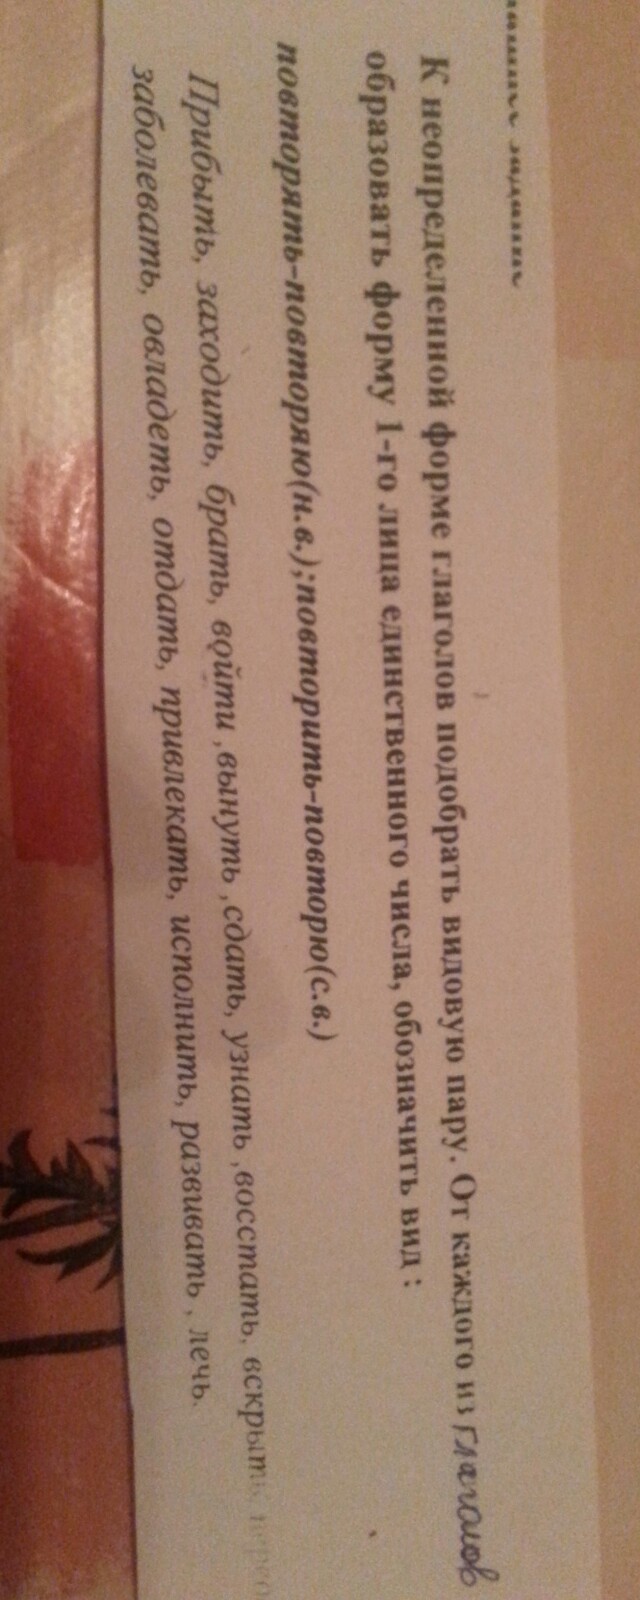 К неопределенной форме глаголов подобрать видовую пару. От каждого из глаголов
образовать форму 1-го лица единственного числа, обозначить вид :
повторять-повторяю(н.в.);повторить-повторю(с.в.)
Прибыть, заходить, брать, войти ,вынуть ,сдать, узнать ,восстать, вскрыть,
заболевать, овладеть, отдать, привлекать, исполнить, развивать , лечь.